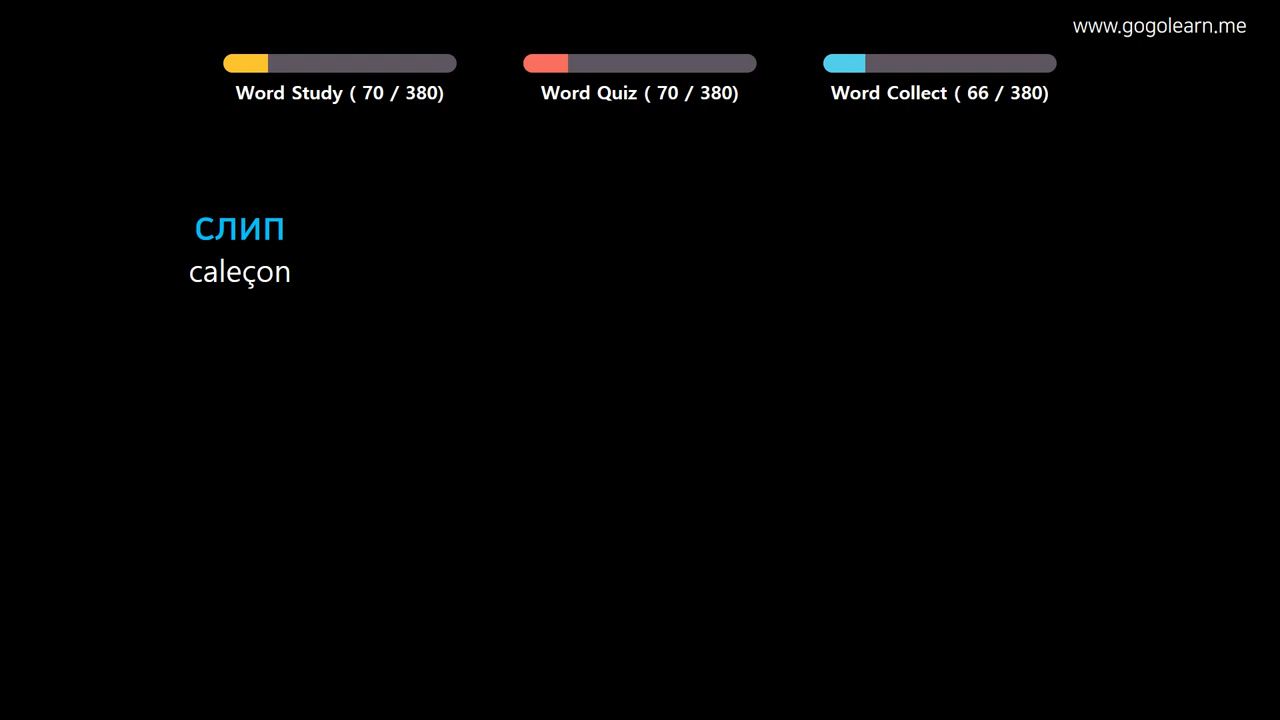 www.gogolearn.me
Word Study ( 70 / 380)
Word Quiz ( 70 / 380)
Word Collect ( 66 / 380)
слип
caleçon